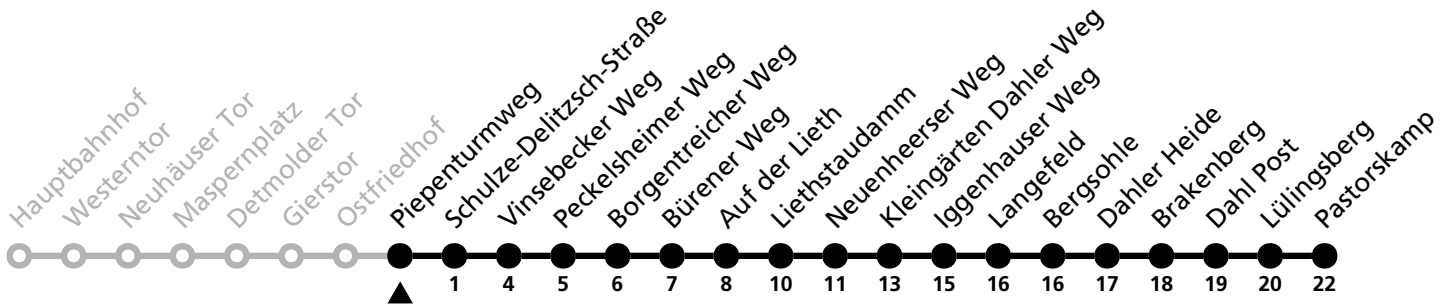 Hauptbahnhof
Westerntor
Neuhäuser Tor
Maspernplatz
Detmolder Tor
Gierstor
Ostfriedhof
Piepenturmweg
Schulze-Delitzsch-Straße
Vinsebecker Weg
Peckelsheimer Weg
Borgentreicher Weg
Bürener Weg
Auf der Lieth
Liethstaudamm
Neuenheerser Weg
Kleingärten Dahler Weg
Iggenhauser Weg
Langefeld
Bergsohle
Dahler Heide
Brakenberg
Dahl Post
Lülingsberg
Pastorskamp
1 4 5 6 7 8 10 11 13 15 16 16 17 18 19 20 22